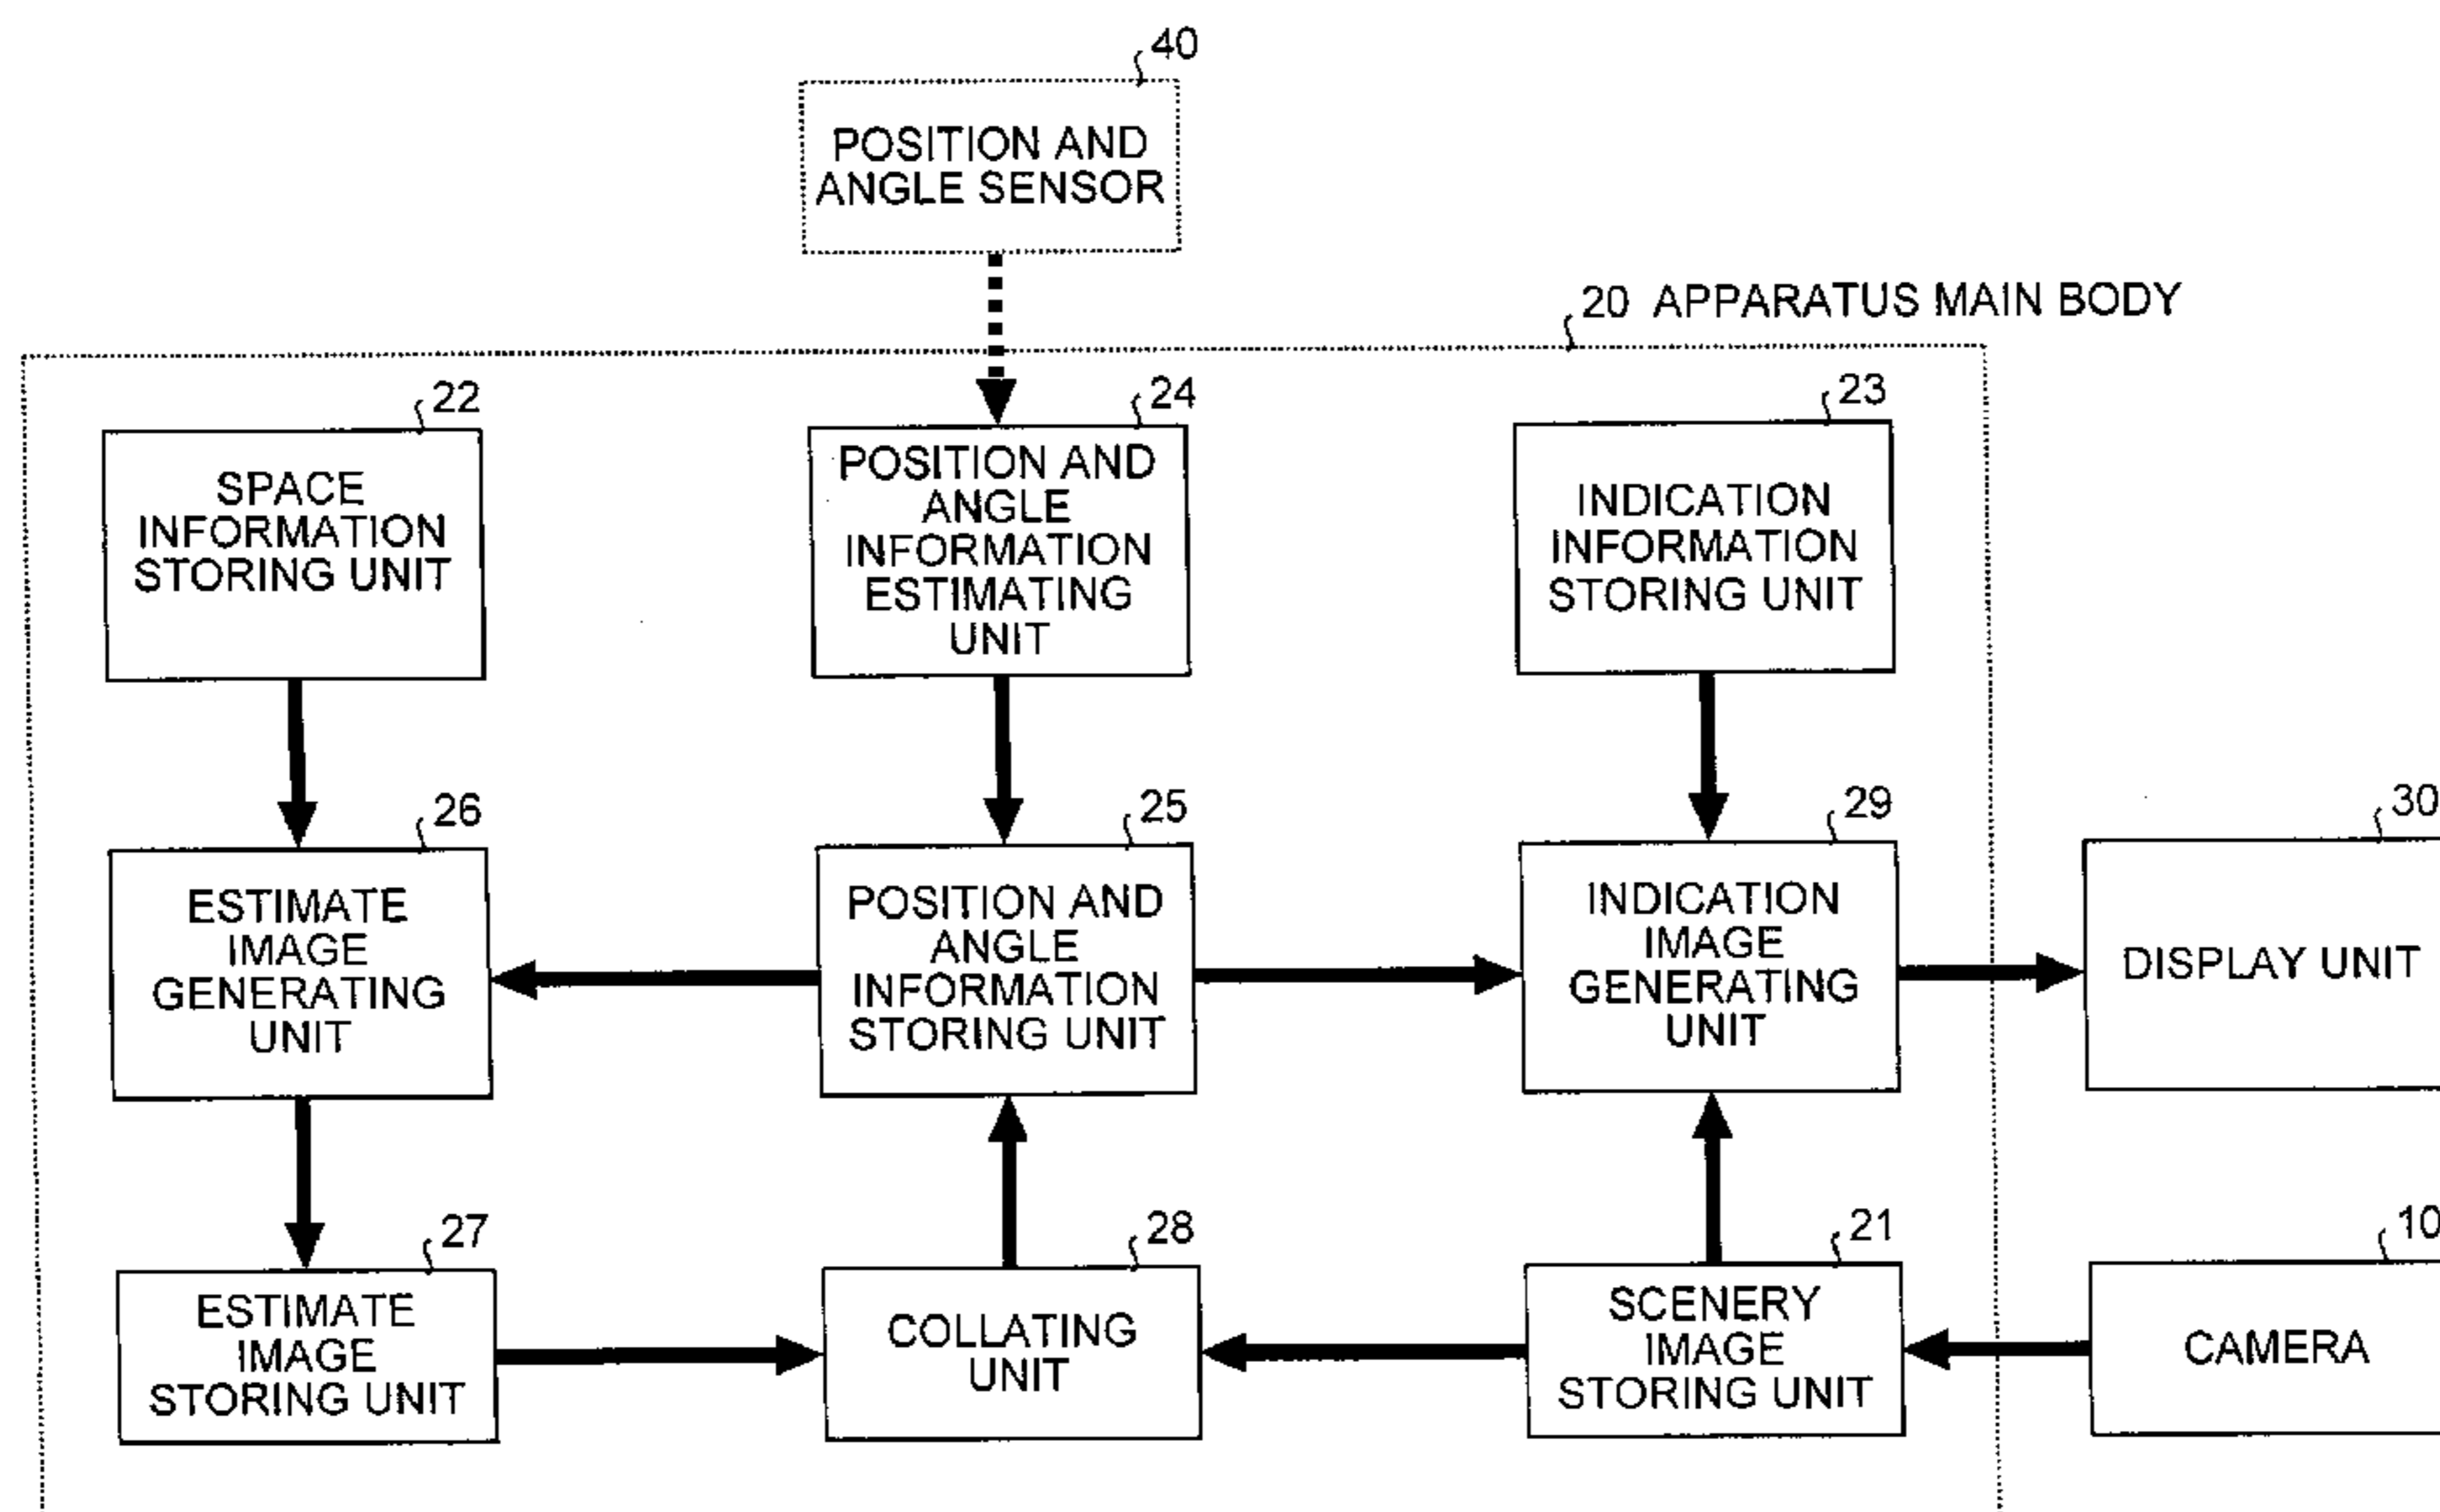 40
POSITION AND
ANGLE SENSOR
20 APPARATUS MAIN BODY
22
SPACE
INFORMATION
STORING UNIT
24
POSITION AND
ANGLE
INFORMATION
ESTIMATING
UNIT
23
INDICATION
INFORMATION
STORING UNIT
26
ESTIMATE
IMAGE
GENERATING
UNIT
25
POSITION AND
ANGLE
INFORMATION
STORING UNIT
29
INDICATION
IMAGE
GENERATING
UNIT
30
DISPLAY UNIT
27
ESTIMATE
IMAGE
STORING UNIT
28
COLLATING
UNIT
21
SCENERY
IMAGE
STORING UNIT
10
CAMERA